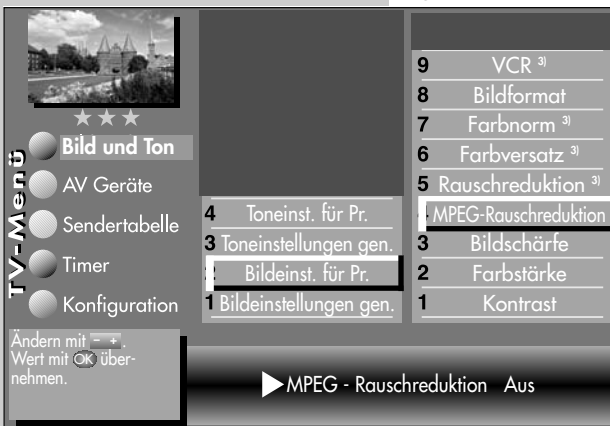 TV-Menü
Bild und Ton
AV Geräte
Sendertabelle
Timer
Konfiguration
4 Toneinst. für Pr.
3 Toneinstellungen gen.
2 Bildeinst. für Pr.
1 Bildeinstellungen gen.
9 VCR 3)
8 Bildformat
7 Farbnorm 3)
6 Farbversatz 3)
5 Rauschreduktion 3)
4 MPEG-Rauschreduktion
3 Bildschärfe
2 Farbstärke
1 Kontrast
Ändern mit - + .
Wert mit OK über-
nehmen.
MPEG - Rauschreduktion Aus